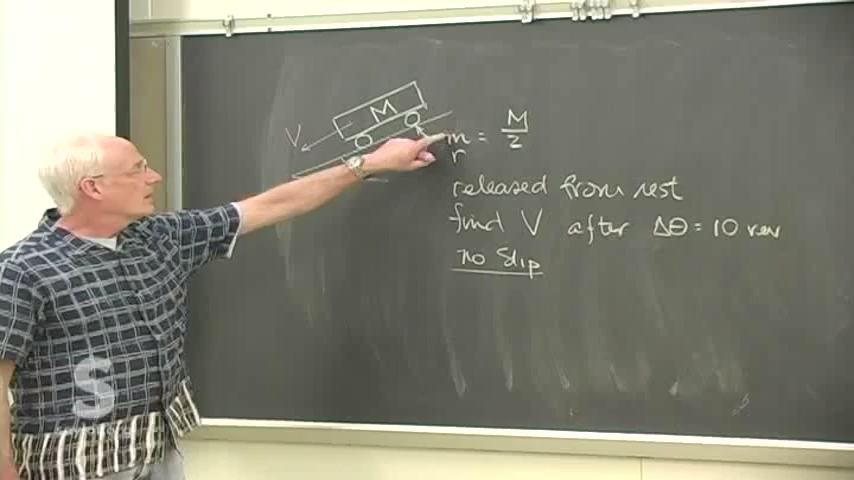 V
M
m = M/2
r
released from rest
find V after Δθ = 10 rev
no slip
S